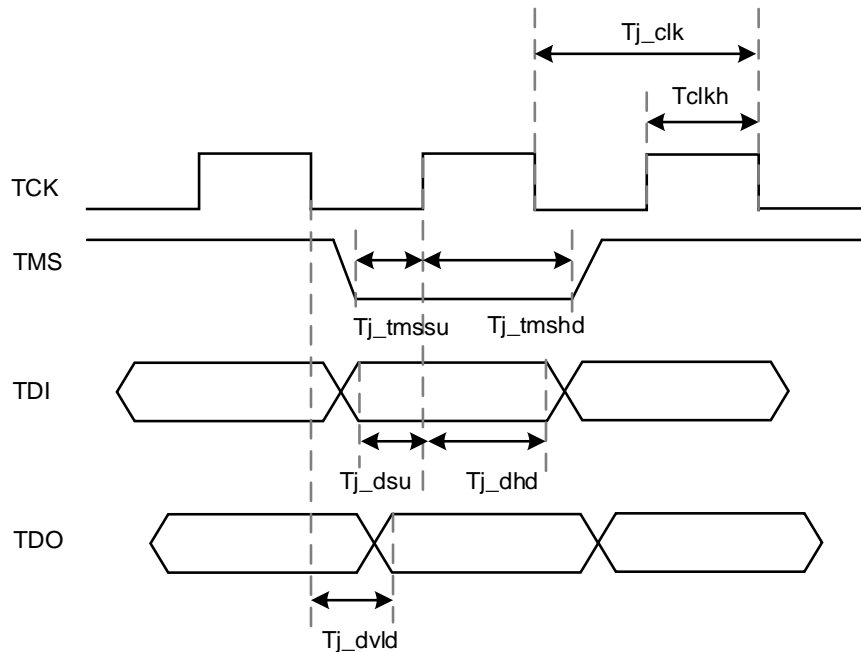 Tj_clk
Tclkh
TCK
TMS
Tj_tmssu
Tj_tmshd
TDI
Tj_dsu
Tj_dhd
TDO
Tj_dvld